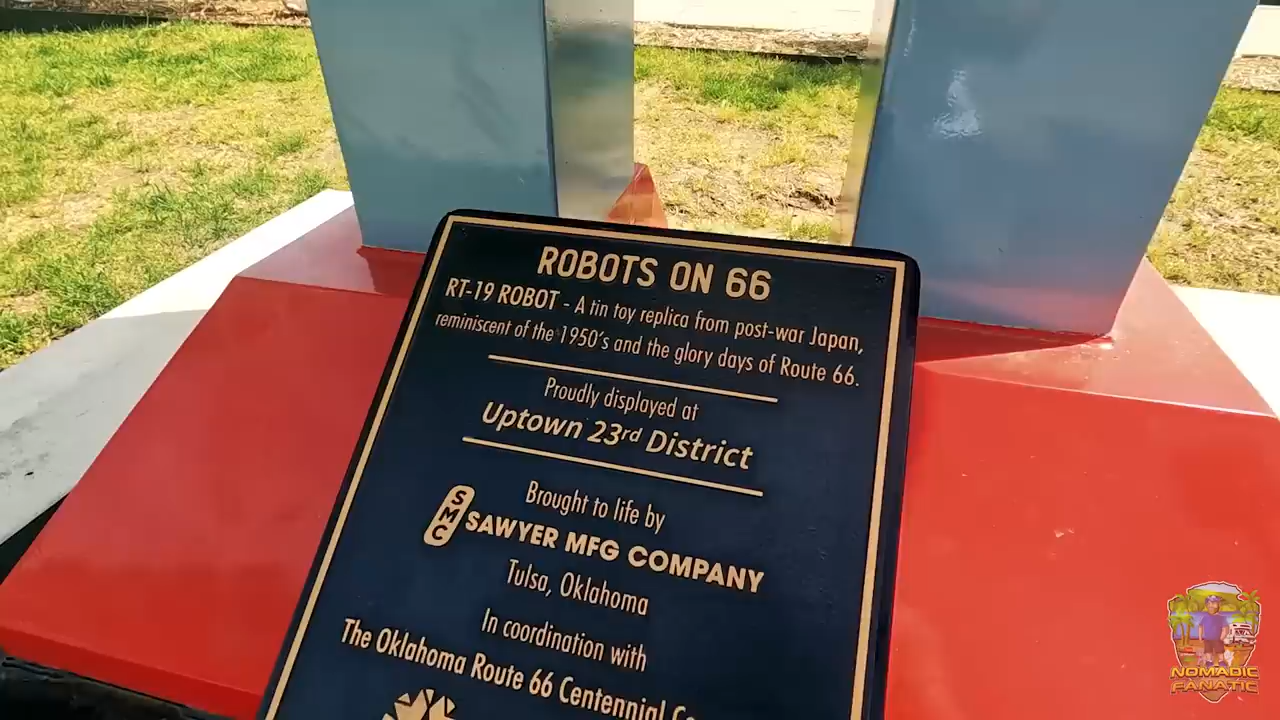 ROBOTS ON 66
RT-19 ROBOT - A tin toy replica from post-war Japan,
reminiscent of the 1950's and the glory days of Route 66.
Proudly displayed at
Uptown 23rd District
Brought to life by
SMC
SAWYER MFG COMPANY
Tulsa, Oklahoma
In coordination with
The Oklahoma Route 66 Centennial
NOMADIC
FANATIC